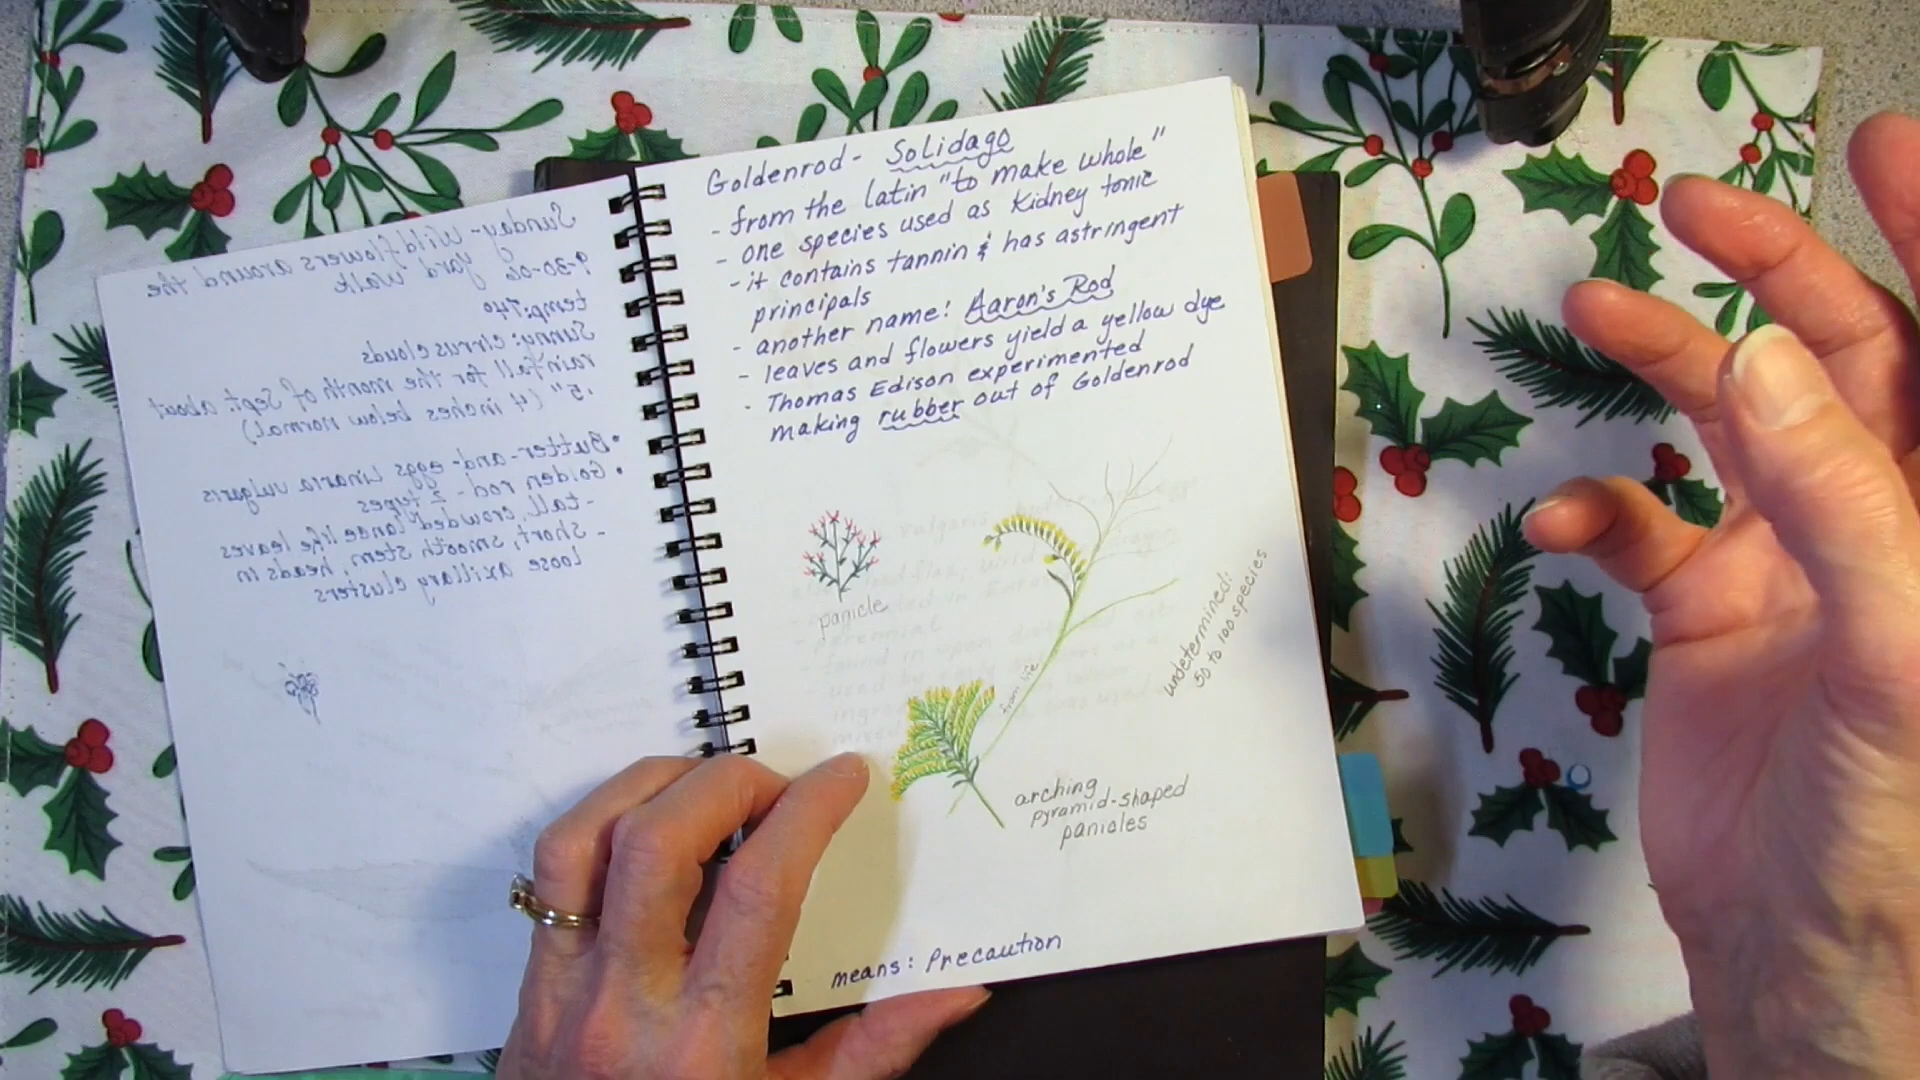 Sunday - Wildflowers around the
9-30-06 Yard Walk
temp: 74°
Sunny: cirrus clouds
rainfall for the month of Sept. about
.5" (4 inches below normal)
• Butter-and-eggs Linaria vulgaris
• Golden rod - 2 types
- tall, crowded lance like leaves
- short, smooth stem, heads in
loose axillary clusters
Goldenrod - Solidago
- from the latin "to make whole"
- one species used as kidney tonic
- it contains tannin & has astringent
principals
- another name: Aaron's Rod
- leaves and flowers yield a yellow dye
- Thomas Edison experimented
making rubber out of Goldenrod
panicle
from life
undetermined:
50 to 100 species
arching
pyramid-shaped
panicles
means: Precaution